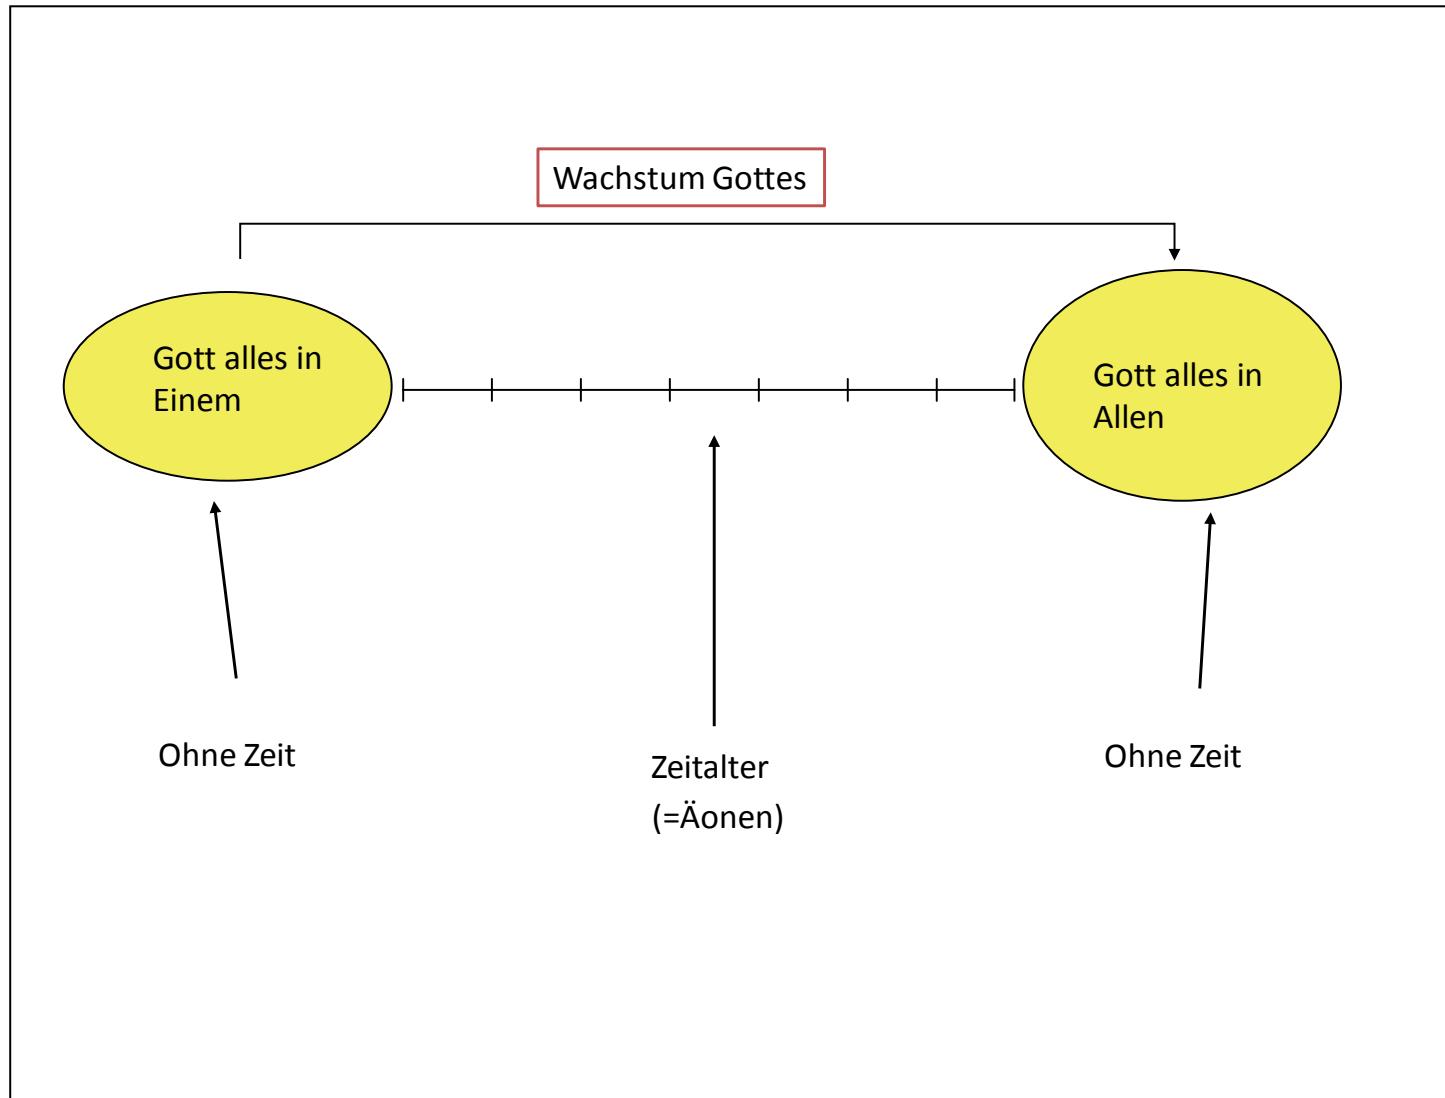 Wachstum Gottes
Gott alles in
Einem
Gott alles in
Allen
Ohne Zeit
Zeitalter
(=Äonen)
Ohne Zeit